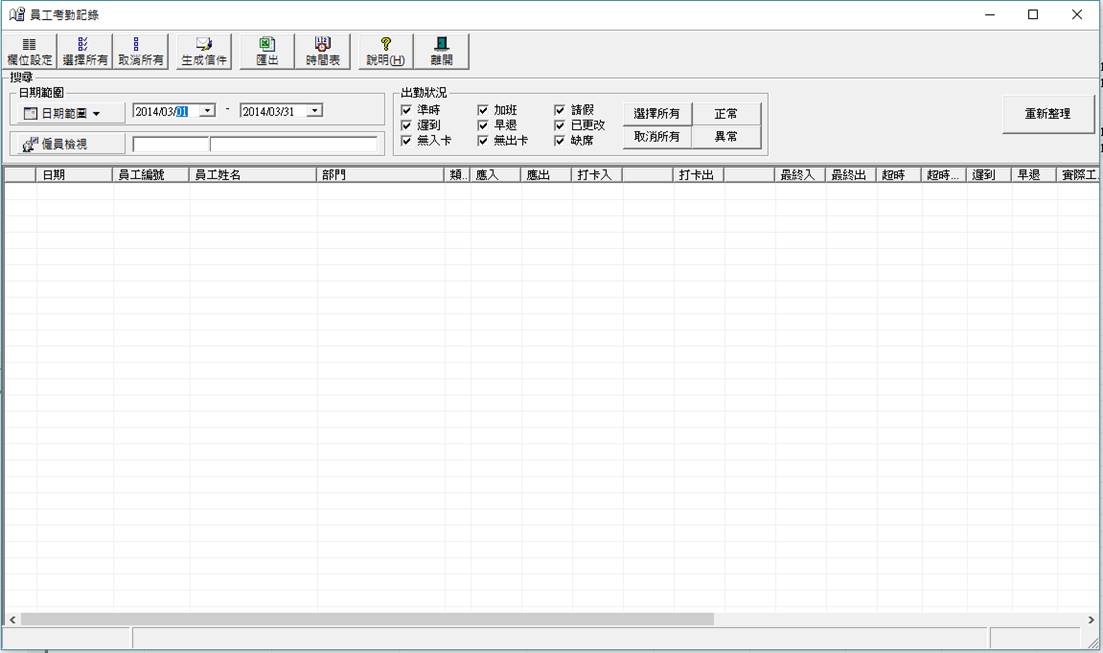 員工考勤記錄
欄位設定 選擇所有 取消所有 生成信件 匯出 時間表 說明(H) 離開
搜尋
日期範圍 出勤狀況
日期範圍 2014/03/01 - 2014/03/31
準時 加班 請假 選擇所有 正常 重新整理
遲到 早退 已更改
無入卡 無出卡 缺席 取消所有 異常
僱員檢視
日期 員工編號 員工姓名 部門 類.. 應入 應出 打卡入 打卡出 最終入 最終出 超時 超時... 遲到 早退 實際工